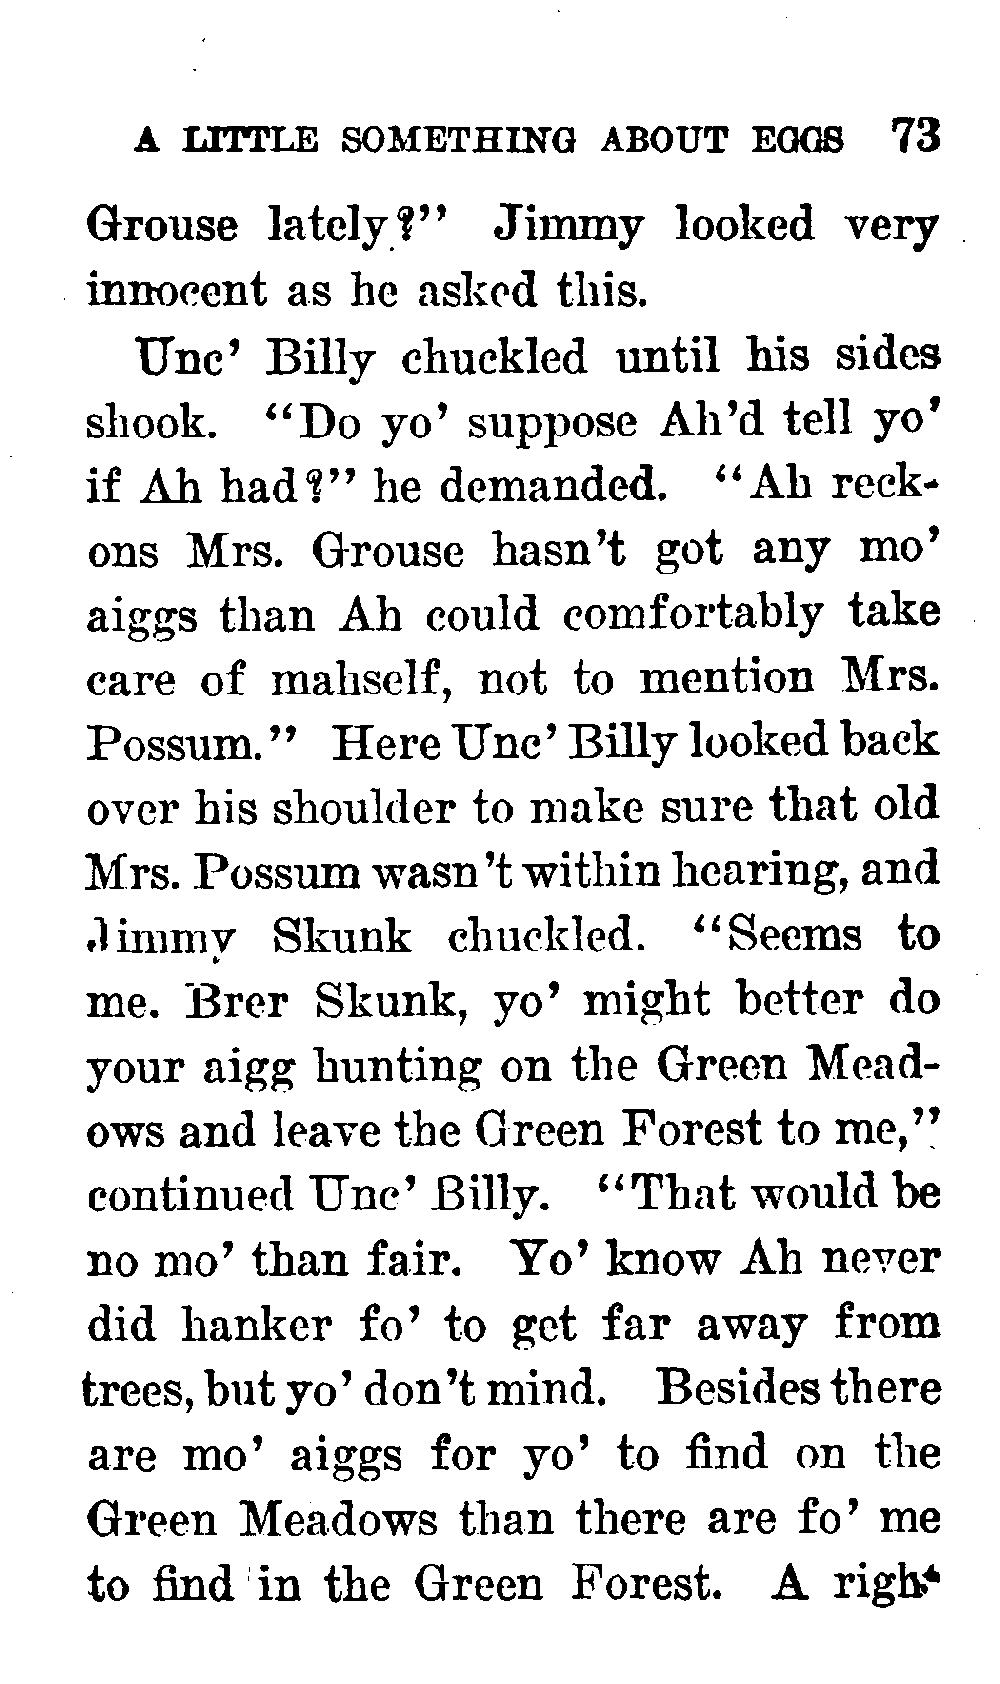 A LITTLE SOMETHING ABOUT EGGS 73
Grouse lately?" Jimmy looked very
innocent as he asked this.
Unc' Billy chuckled until his sides
shook. "Do yo' suppose Ah'd tell yo'
if Ah had?" he demanded. "Ah reck-
ons Mrs. Grouse hasn't got any mo'
aiggs than Ah could comfortably take
care of mahself, not to mention Mrs.
Possum." Here Unc' Billy looked back
over his shoulder to make sure that old
Mrs. Possum wasn't within hearing, and
Jimmy Skunk chuckled. "Seems to
me. Brer Skunk, yo' might better do
your aigg hunting on the Green Mead-
ows and leave the Green Forest to me,"
continued Unc' Billy. "That would be
no mo' than fair. Yo' know Ah never
did hanker fo' to get far away from
trees, but yo' don't mind. Besides there
are mo' aiggs for yo' to find on the
Green Meadows than there are fo' me
to find in the Green Forest. A right